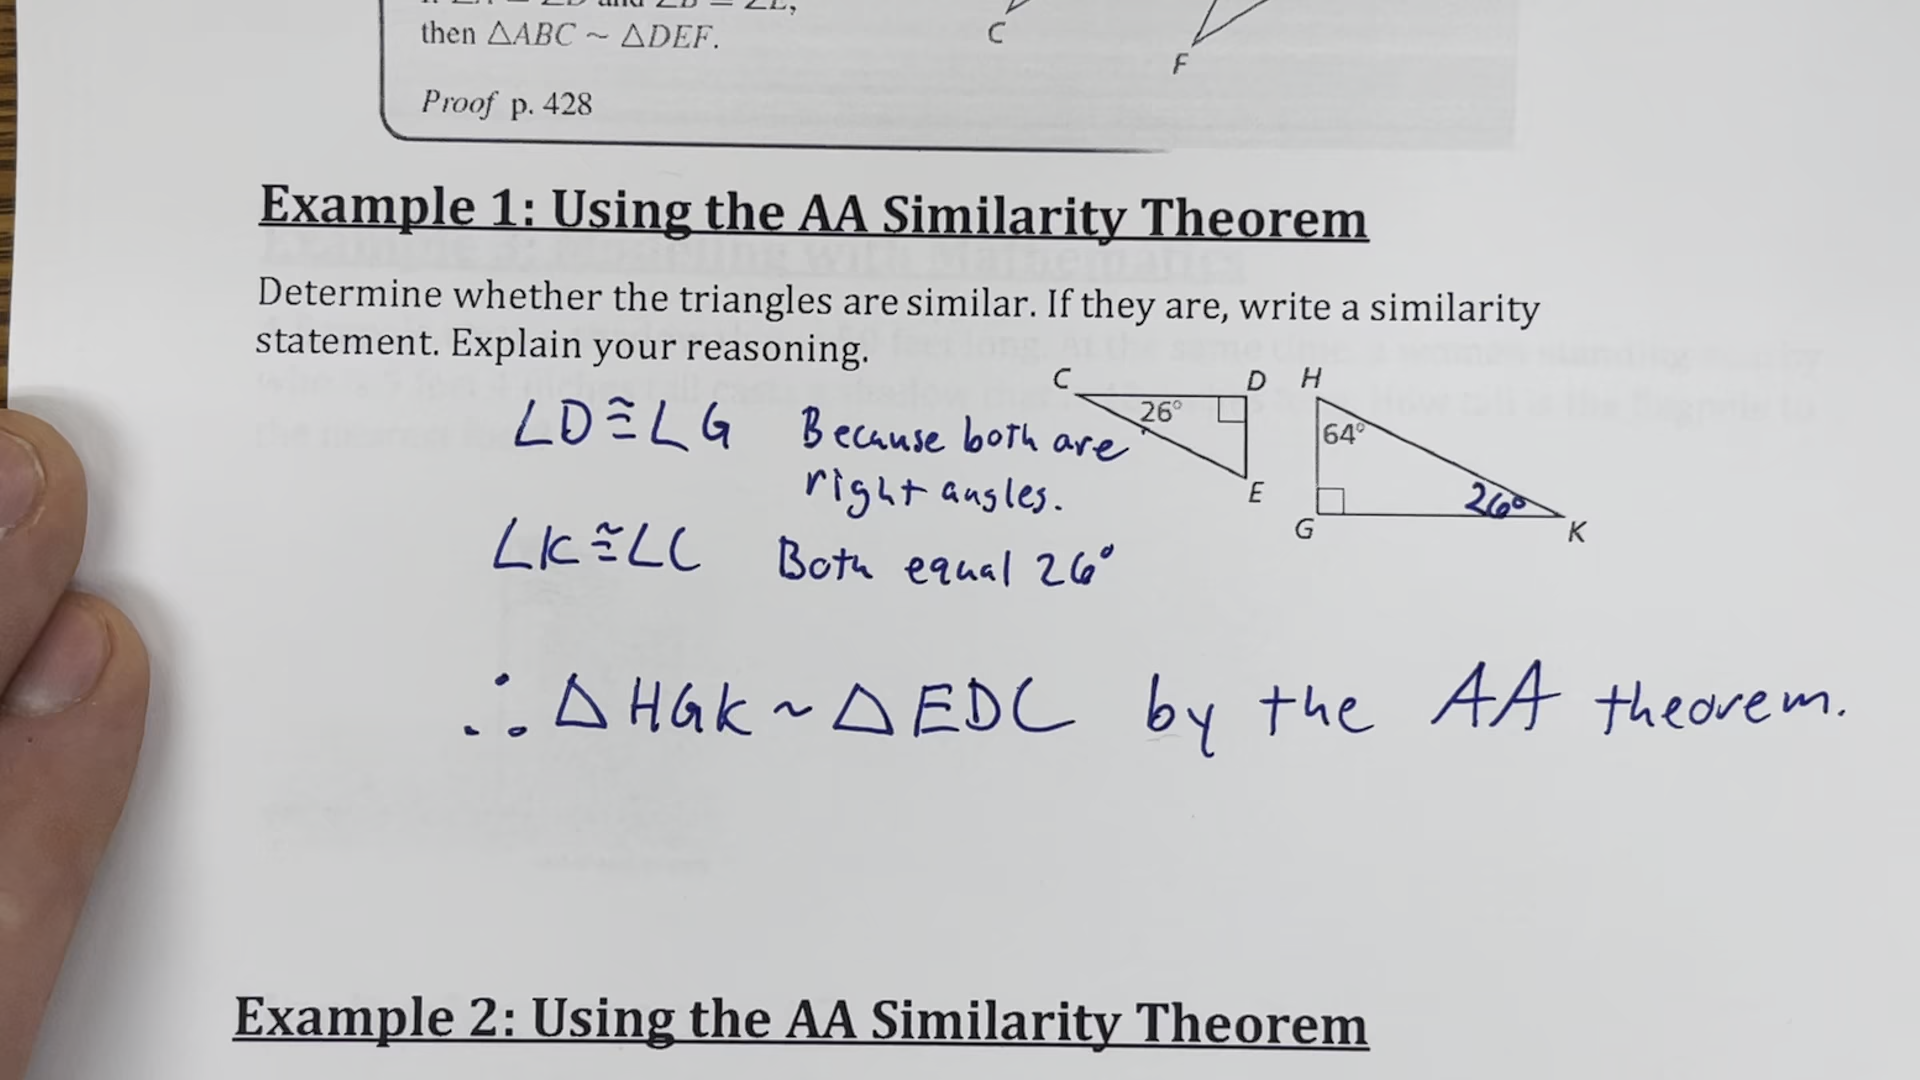 then △ABC ~ △DEF.
C
F
Proof p. 428
Example 1: Using the AA Similarity Theorem
Determine whether the triangles are similar. If they are, write a similarity
statement. Explain your reasoning.
C D H
26°
64°
E
G
26°
K
∠D≅∠G Because both are
right angles.
∠K≅∠C Both equal 26°
∴ △HGK ~ △EDC by the AA theorem.
Example 2: Using the AA Similarity Theorem